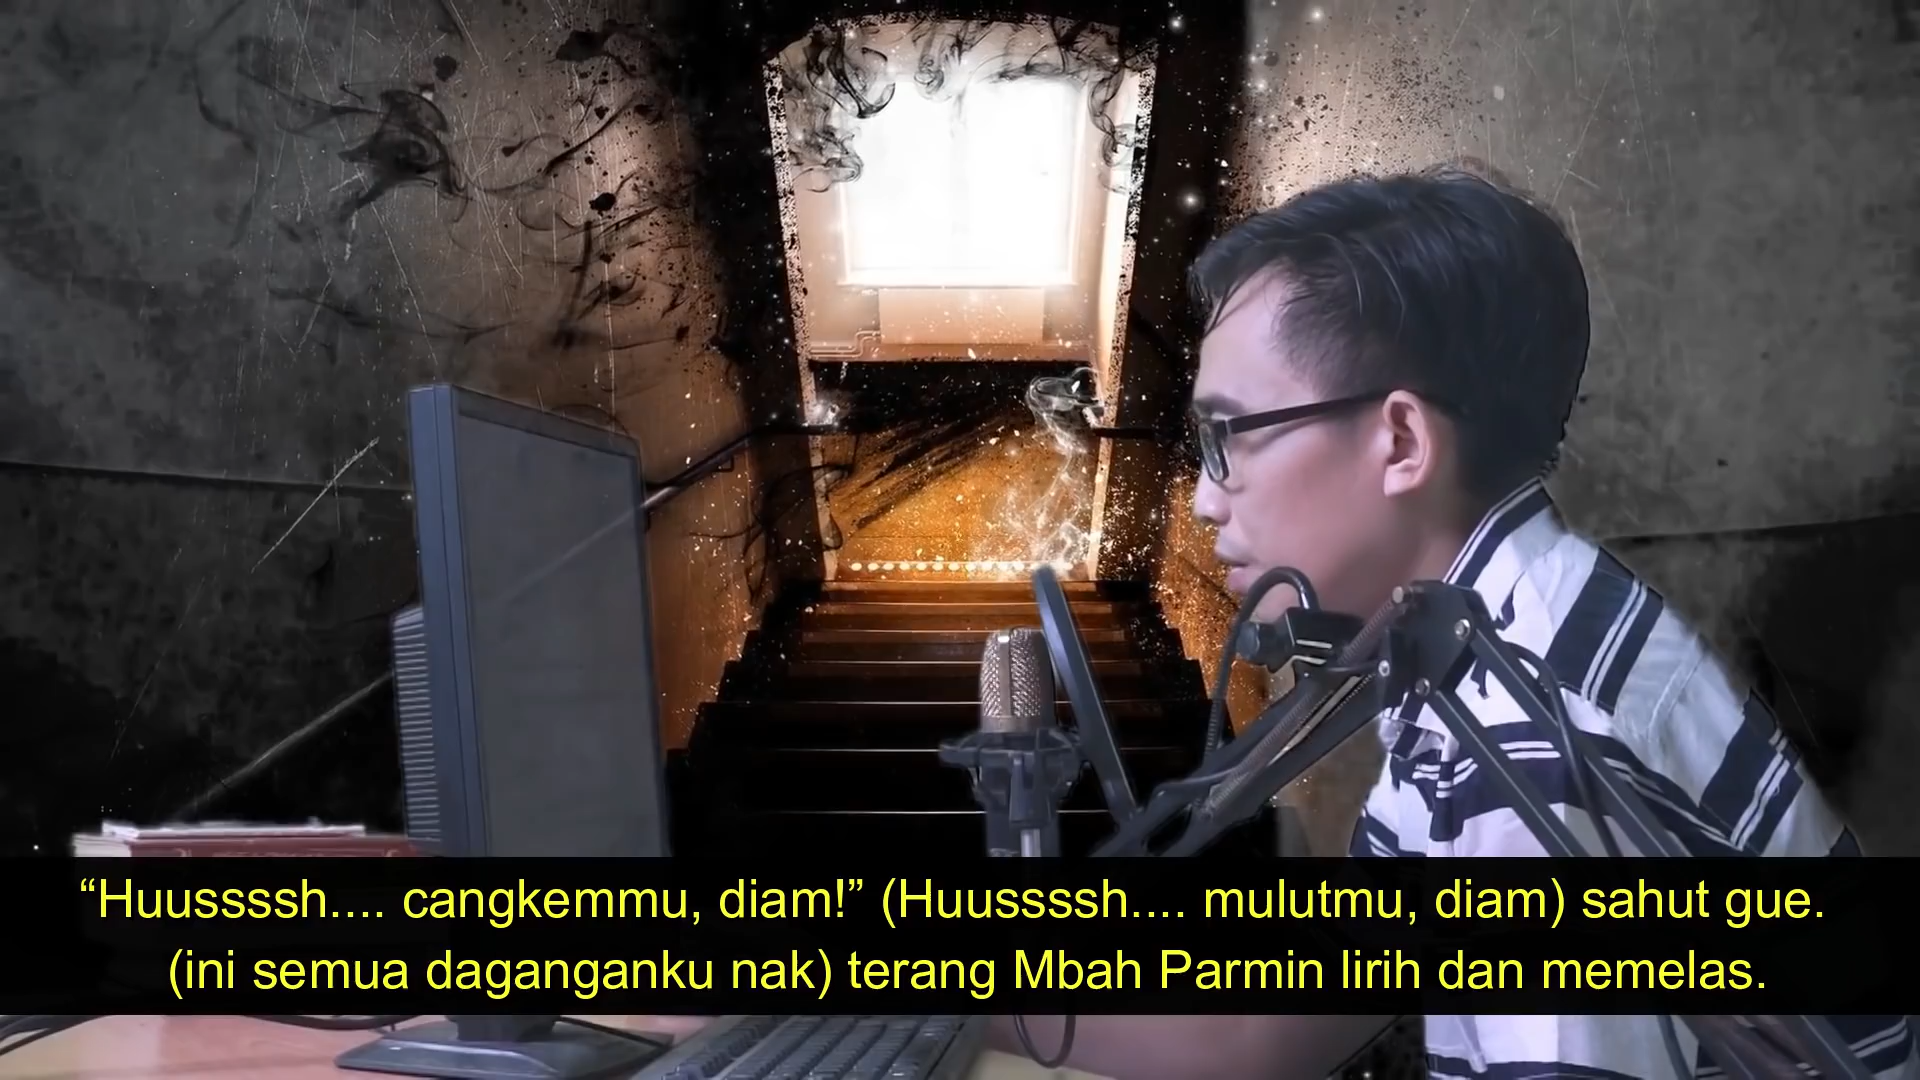 “Huussssh.... cangkemmu, diam!” (Huussssh.... mulutmu, diam) sahut gue.
(ini semua daganganku nak) terang Mbah Parmin lirih dan memelas.